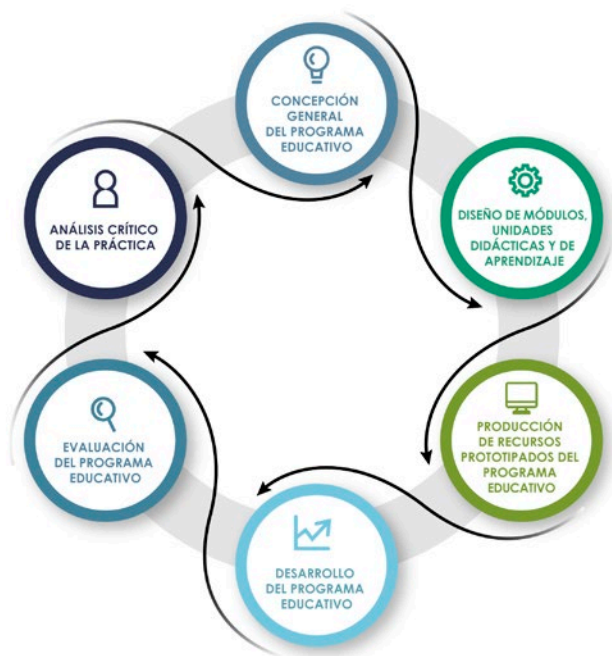 CONCEPCIÓN
GENERAL
DEL PROGRAMA
EDUCATIVO
DISEÑO DE MÓDULOS,
UNIDADES
DIDÁCTICAS Y DE
APRENDIZAJE
PRODUCCIÓN
DE RECURSOS
PROTOTIPADOS DEL
PROGRAMA
EDUCATIVO
DESARROLLO
DEL PROGRAMA
EDUCATIVO
EVALUACIÓN
DEL PROGRAMA
EDUCATIVO
ANÁLISIS CRÍTICO
DE LA PRÁCTICA